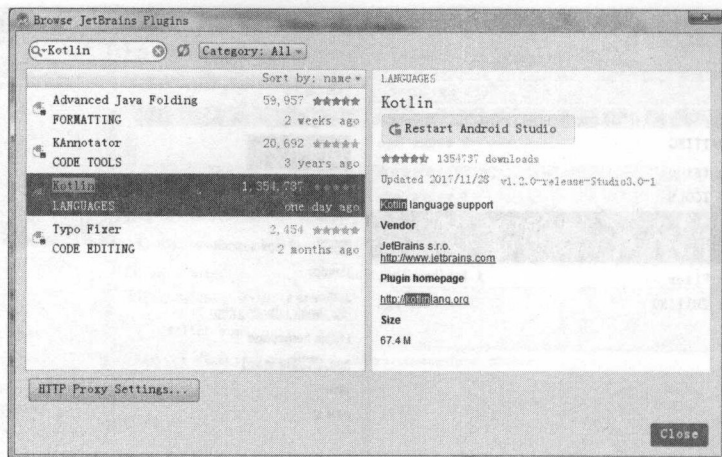 Browse JetBrains Plugins
Kotlin
Category: All
Sort by: name
Advanced Java Folding 59,957
FORMATTING 2 weeks ago
KAnnotator 20,692
CODE TOOLS 3 years ago
Kotlin 1,354,737
LANGUAGES one day ago
Typo Fixer 2,454
CODE EDITING 2 months ago
HTTP Proxy Settings...
LANGUAGES
Kotlin
Restart Android Studio
1354737 downloads
Updated 2017/11/28 v1.2.0-release-Studio3.0-1
Kotlin language support
Vendor
JetBrains s.r.o.
http://www.jetbrains.com
Plugin homepage
http://kotlinlang.org
Size
67.4 M
Close